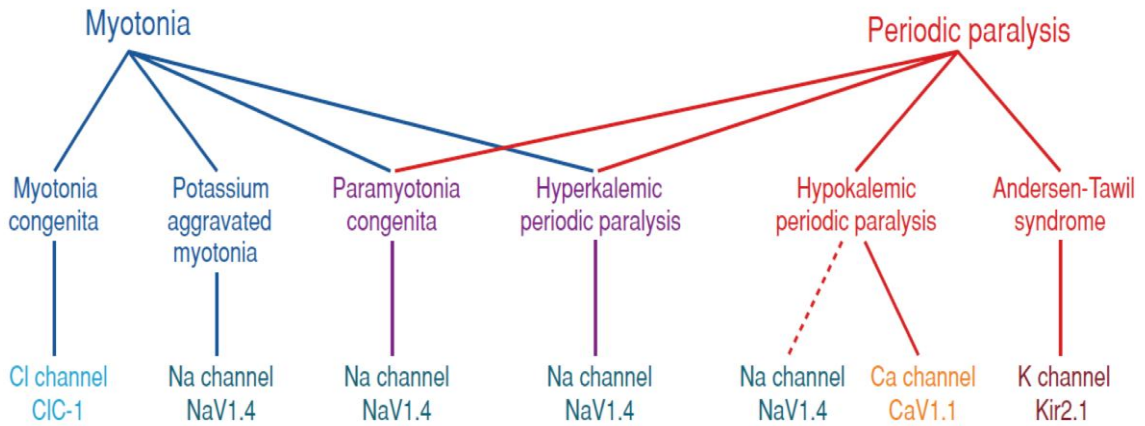 Myotonia
Periodic paralysis
Myotonia
congenita
Potassium
aggravated
myotonia
Paramyotonia
congenita
Hyperkalemic
periodic paralysis
Hypokalemic
periodic paralysis
Andersen-Tawil
syndrome
Cl channel
ClC-1
Na channel
NaV1.4
Na channel
NaV1.4
Na channel
NaV1.4
Na channel
NaV1.4
Ca channel
CaV1.1
K channel
Kir2.1